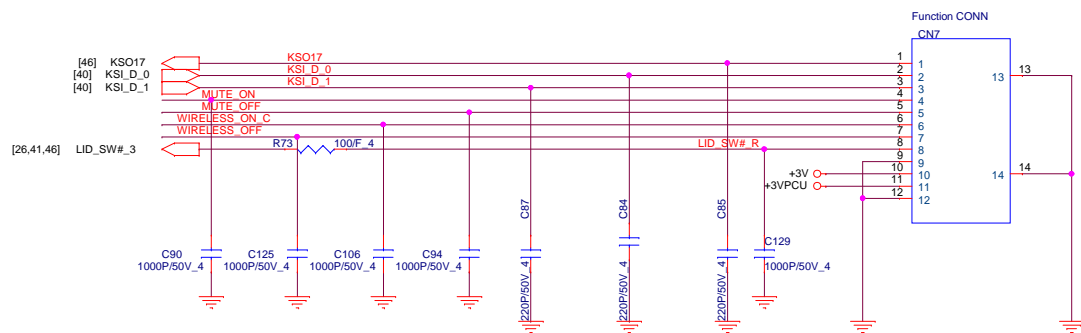 Function CONN
CN7
[46] KSO17
KSO17
1 1
[40] KSI_D_0
KSI_D_0
2 2
[40] KSI_D_1
KSI_D_1
3 3
MUTE_ON
4 4
MUTE_OFF
5 5
WIRELESS_ON_C
6 6
WIRELESS_OFF
7 7
[26,41,46] LID_SW#_3
R73 100/F_4
LID_SW#_R
8 8
9 9
+3V
10 10
+3VPCU
11 11
12 12
13 13
14 14
C90
1000P/50V_4
C125
1000P/50V_4
C106
1000P/50V_4
C94
1000P/50V_4
C87
220P/50V_4
C84
220P/50V_4
C85
220P/50V_4
C129
1000P/50V_4